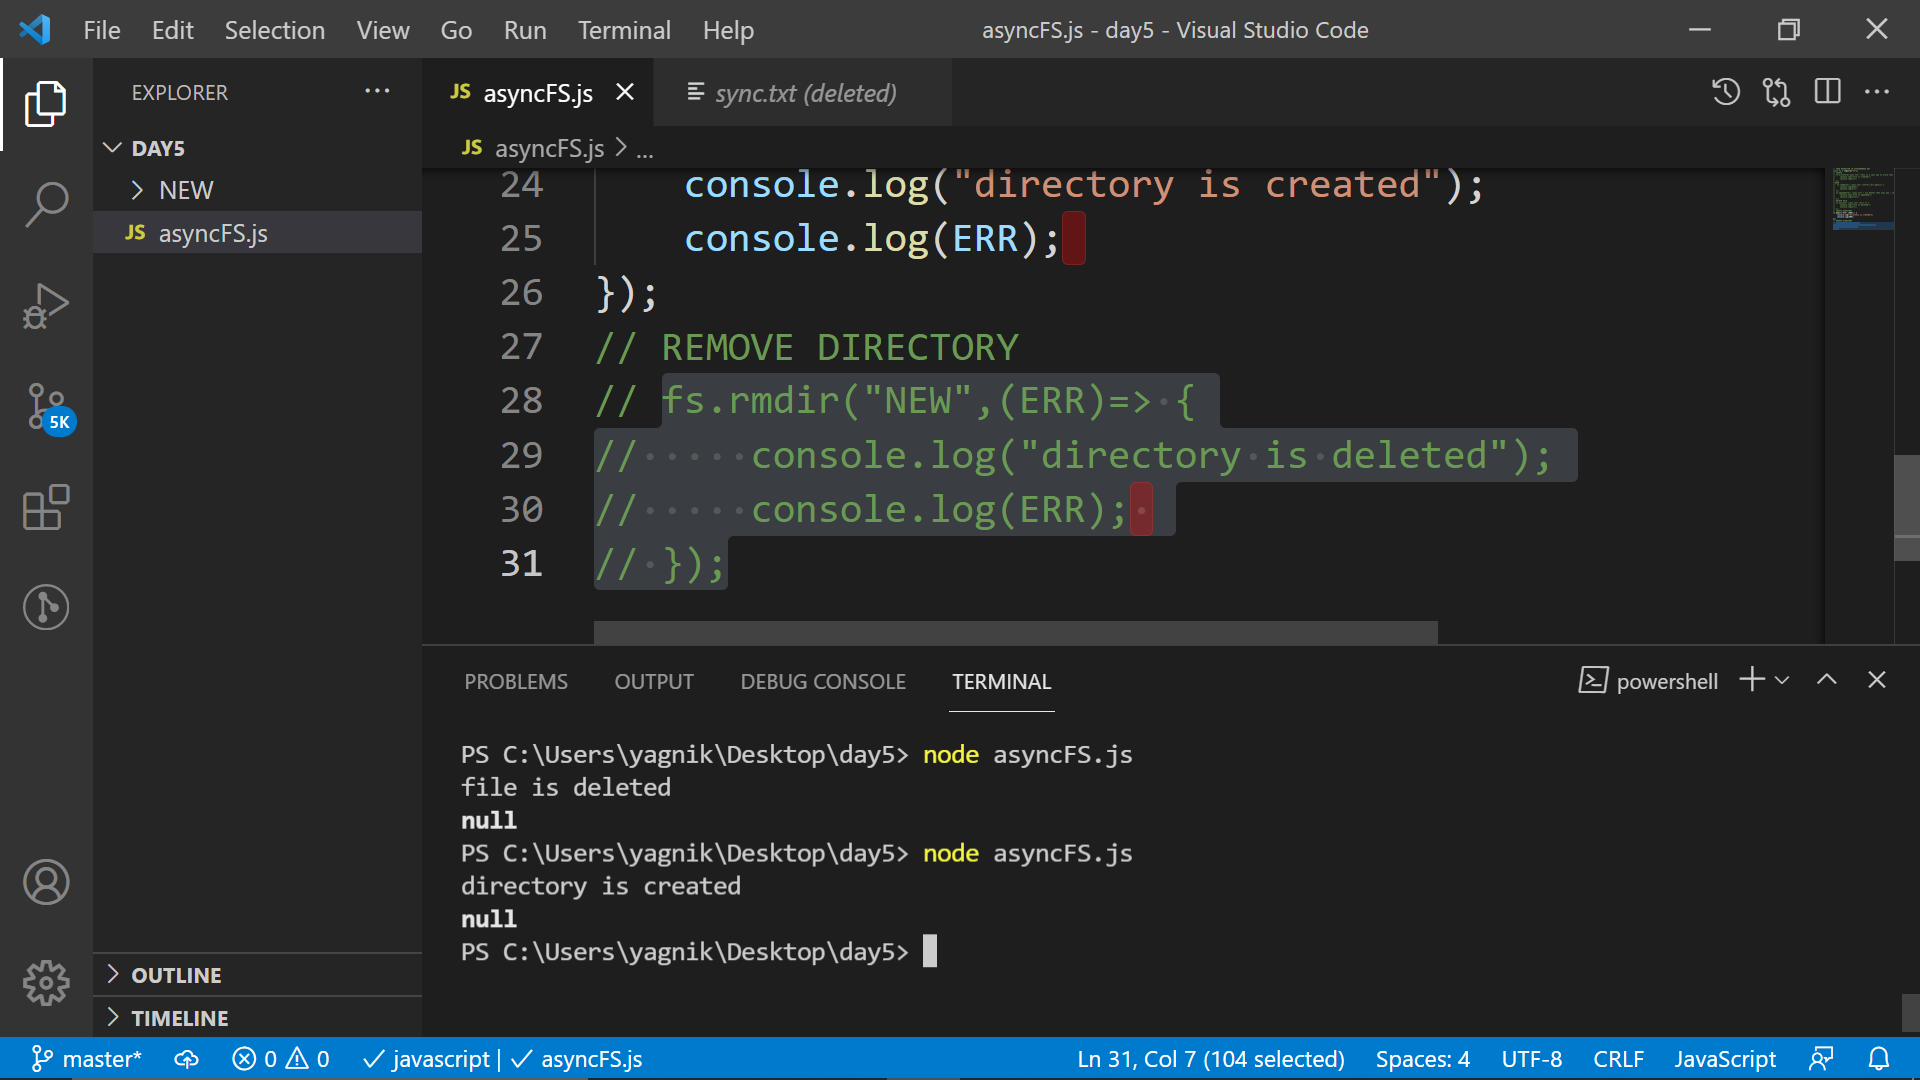 File Edit Selection View Go Run Terminal Help asyncFS.js - day5 - Visual Studio Code
EXPLORER
DAY5
NEW
JS asyncFS.js
5K
OUTLINE
TIMELINE
JS asyncFS.js
sync.txt (deleted)
JS asyncFS.js > ...
24 console.log("directory is created");
25 console.log(ERR);
26 });
27 // REMOVE DIRECTORY
28 // fs.rmdir("NEW",(ERR)=> {
29 //     console.log("directory is deleted");
30 //     console.log(ERR);
31 // });
PROBLEMS OUTPUT DEBUG CONSOLE TERMINAL powershell
PS C:\Users\yagnik\Desktop\day5> node asyncFS.js
file is deleted
null
PS C:\Users\yagnik\Desktop\day5> node asyncFS.js
directory is created
null
PS C:\Users\yagnik\Desktop\day5>
master* 0 0 javascript | asyncFS.js Ln 31, Col 7 (104 selected) Spaces: 4 UTF-8 CRLF JavaScript